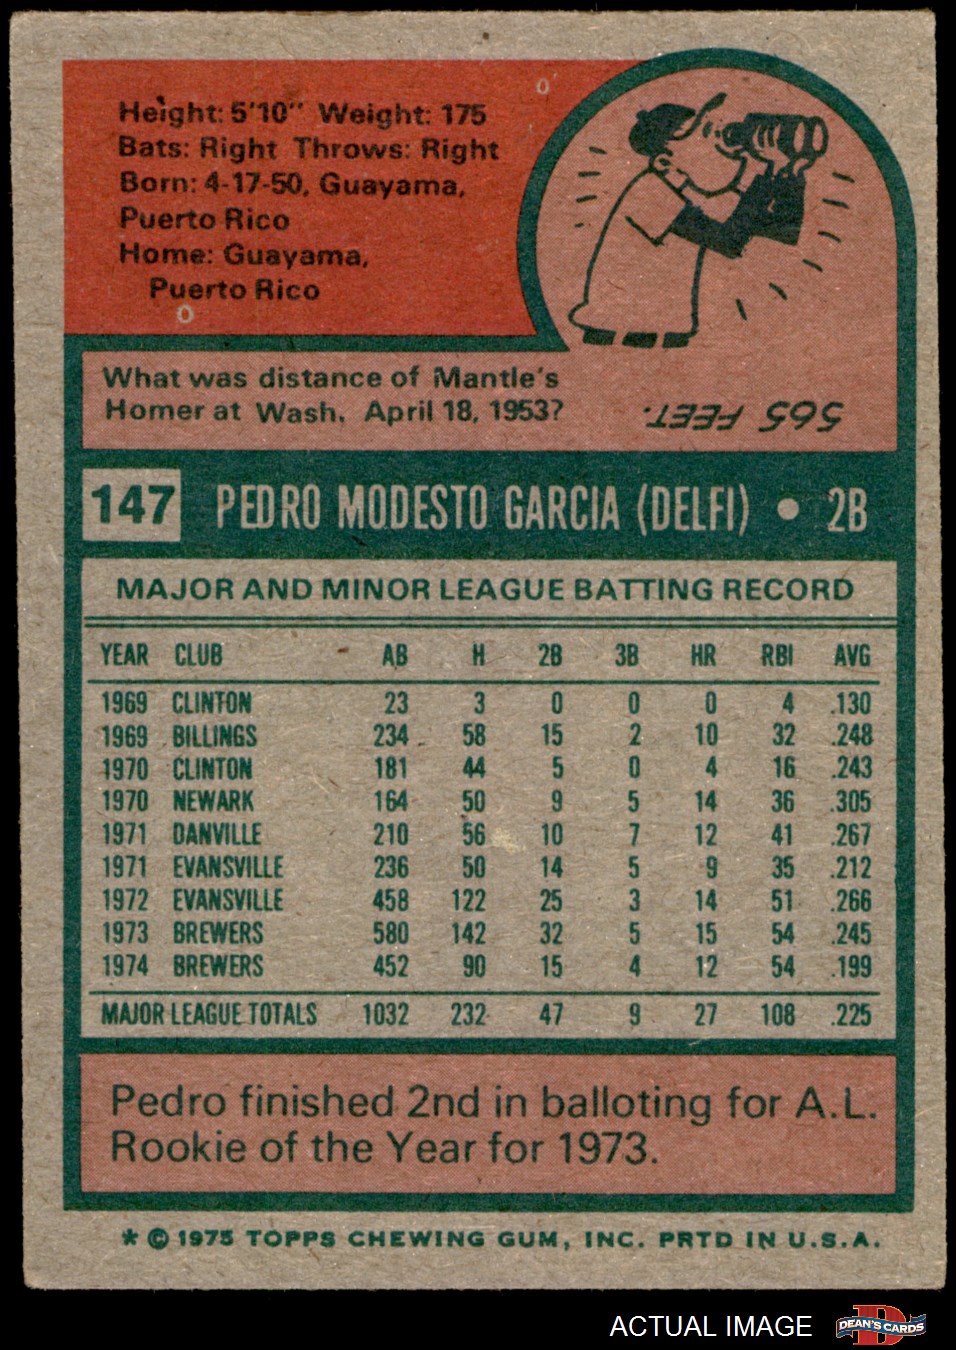 Height: 5'10" Weight: 175
Bats: Right Throws: Right
Born: 4-17-50, Guayama,
Puerto Rico
Home: Guayama,
Puerto Rico
What was distance of Mantle's
Homer at Wash. April 18, 1953?
565 FEET.
147 PEDRO MODESTO GARCIA (DELFI) • 2B
MAJOR AND MINOR LEAGUE BATTING RECORD
YEAR CLUB AB H 2B 3B HR RBI AVG
1969 CLINTON 23 3 0 0 0 4 .130
1969 BILLINGS 234 58 15 2 10 32 .248
1970 CLINTON 181 44 5 0 4 16 .243
1970 NEWARK 164 50 9 5 14 36 .305
1971 DANVILLE 210 56 10 7 12 41 .267
1971 EVANSVILLE 236 50 14 5 9 35 .212
1972 EVANSVILLE 458 122 25 3 14 51 .266
1973 BREWERS 580 142 32 5 15 54 .245
1974 BREWERS 452 90 15 4 12 54 .199
MAJOR LEAGUE TOTALS 1032 232 47 9 27 108 .225
Pedro finished 2nd in balloting for A.L.
Rookie of the Year for 1973.
* © 1975 TOPPS CHEWING GUM, INC. PRTD IN U.S.A.
ACTUAL IMAGE
D
DEAN'S CARDS